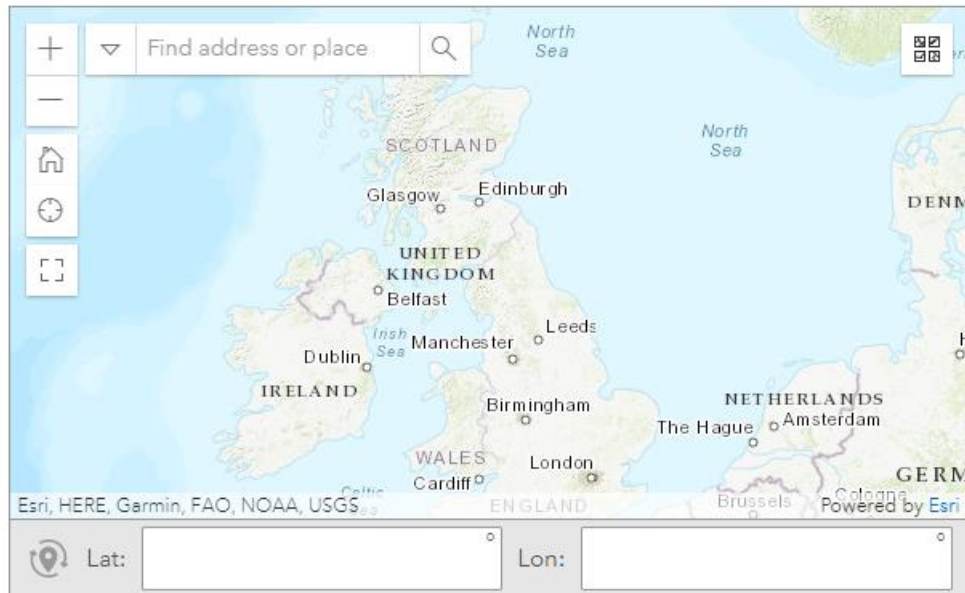 Find address or place
North
Sea
North
Sea
SCOTLAND
Edinburgh
Glasgow
DENM
UNITED
KINGDOM
Belfast
Irish
Sea
Leeds
Manchester
Dublin
IRELAND
NETHERLANDS
Birmingham
Amsterdam
The Hague
WALES
London
Cardiff
GERM
Celtic
Sea
ENGLAND
Brussels
Cologne
H
Esri, HERE, Garmin, FAO, NOAA, USGS
Powered by Esri
Lat:
°
Lon:
°